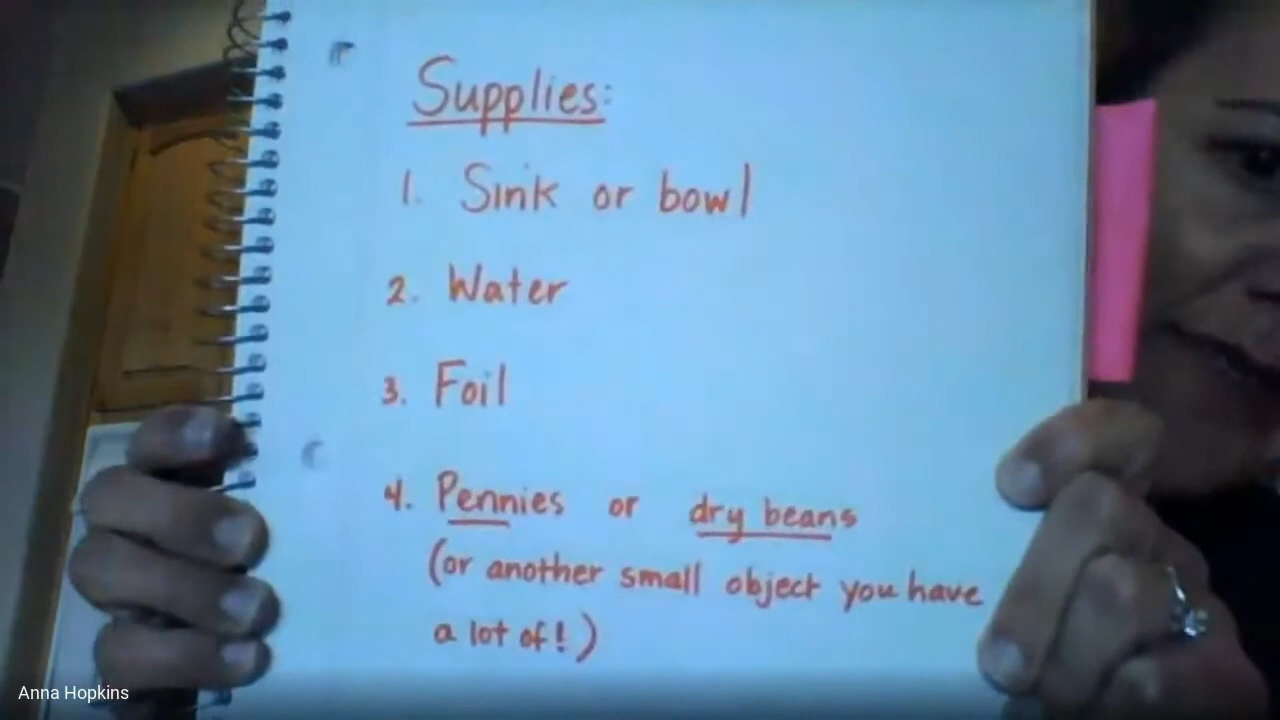 Supplies:
1. Sink or bowl
2. Water
3. Foil
4. Pennies or dry beans
(or another small object you have
a lot of!)
Anna Hopkins